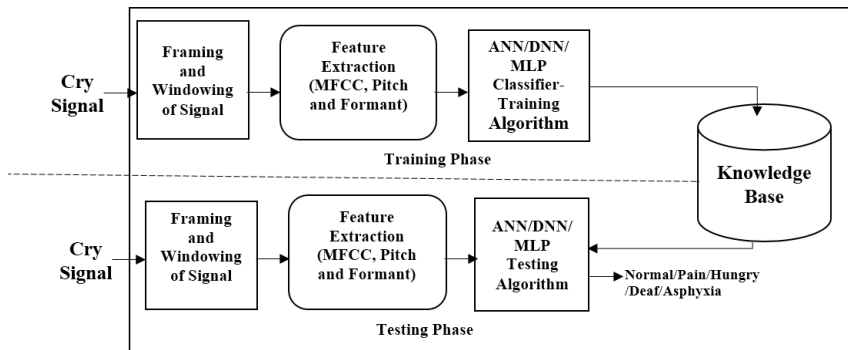 Cry
Signal
Framing
and
Windowing
of Signal
Feature
Extraction
(MFCC, Pitch
and Formant)
ANN/DNN/
MLP
Classifier-
Training
Algorithm
Training Phase
Knowledge
Base
Cry
Signal
Framing
and
Windowing
of Signal
Feature
Extraction
(MFCC, Pitch
and Formant)
ANN/DNN/
MLP
Testing
Algorithm
Normal/Pain/Hungry
/Deaf/Asphyxia
Testing Phase